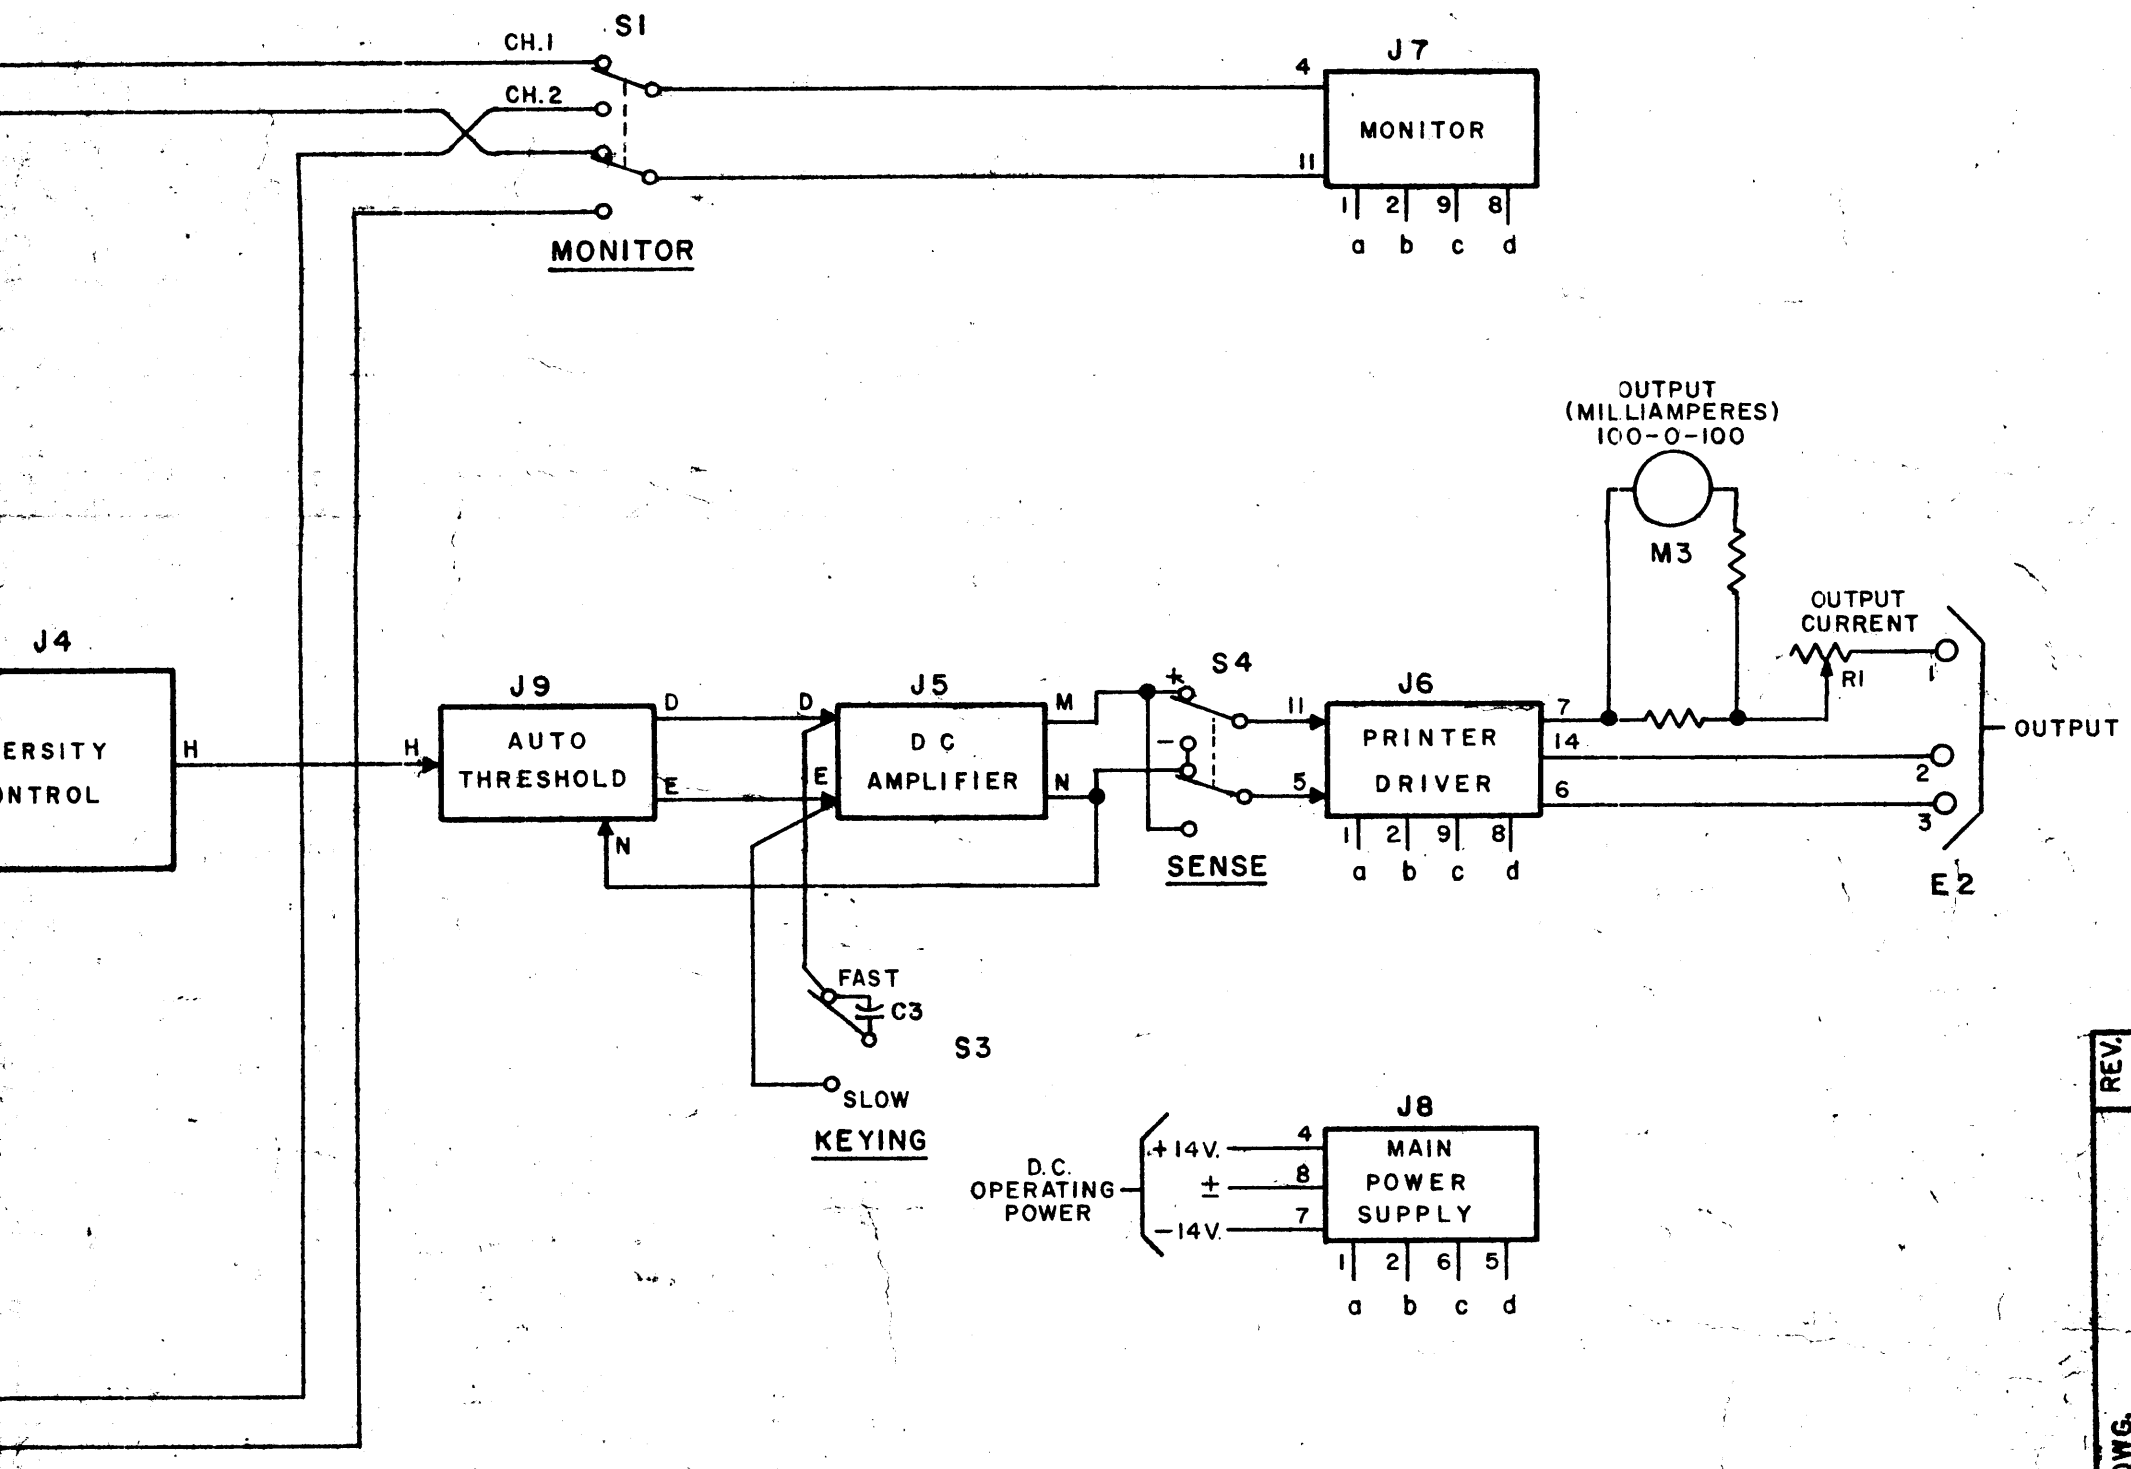 S1
CH.1
CH.2
MONITOR
J7
4
MONITOR
11
1 2 9 8
a b c d
OUTPUT
(MILLIAMPERES)
100-0-100
M3
OUTPUT
CURRENT
R1
1
2
3
OUTPUT
E2
J4
ERSITY
ONTROL
H
H
J9
AUTO
THRESHOLD
D
E
N
D
E
J5
DC
AMPLIFIER
M
N
S4
+
-
SENSE
11
5
J6
PRINTER
DRIVER
7
14
6
1 2 9 8
a b c d
FAST
C3
S3
SLOW
KEYING
D.C.
OPERATING
POWER
+14V.
±
-14V.
4
8
7
J8
MAIN
POWER
SUPPLY
1 2 6 5
a b c d
REV.
DWG.